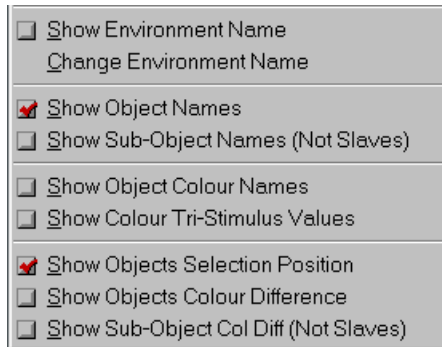 Show Environment Name
Change Environment Name
Show Object Names
Show Sub-Object Names (Not Slaves)
Show Object Colour Names
Show Colour Tri-Stimulus Values
Show Objects Selection Position
Show Objects Colour Difference
Show Sub-Object Col Diff (Not Slaves)